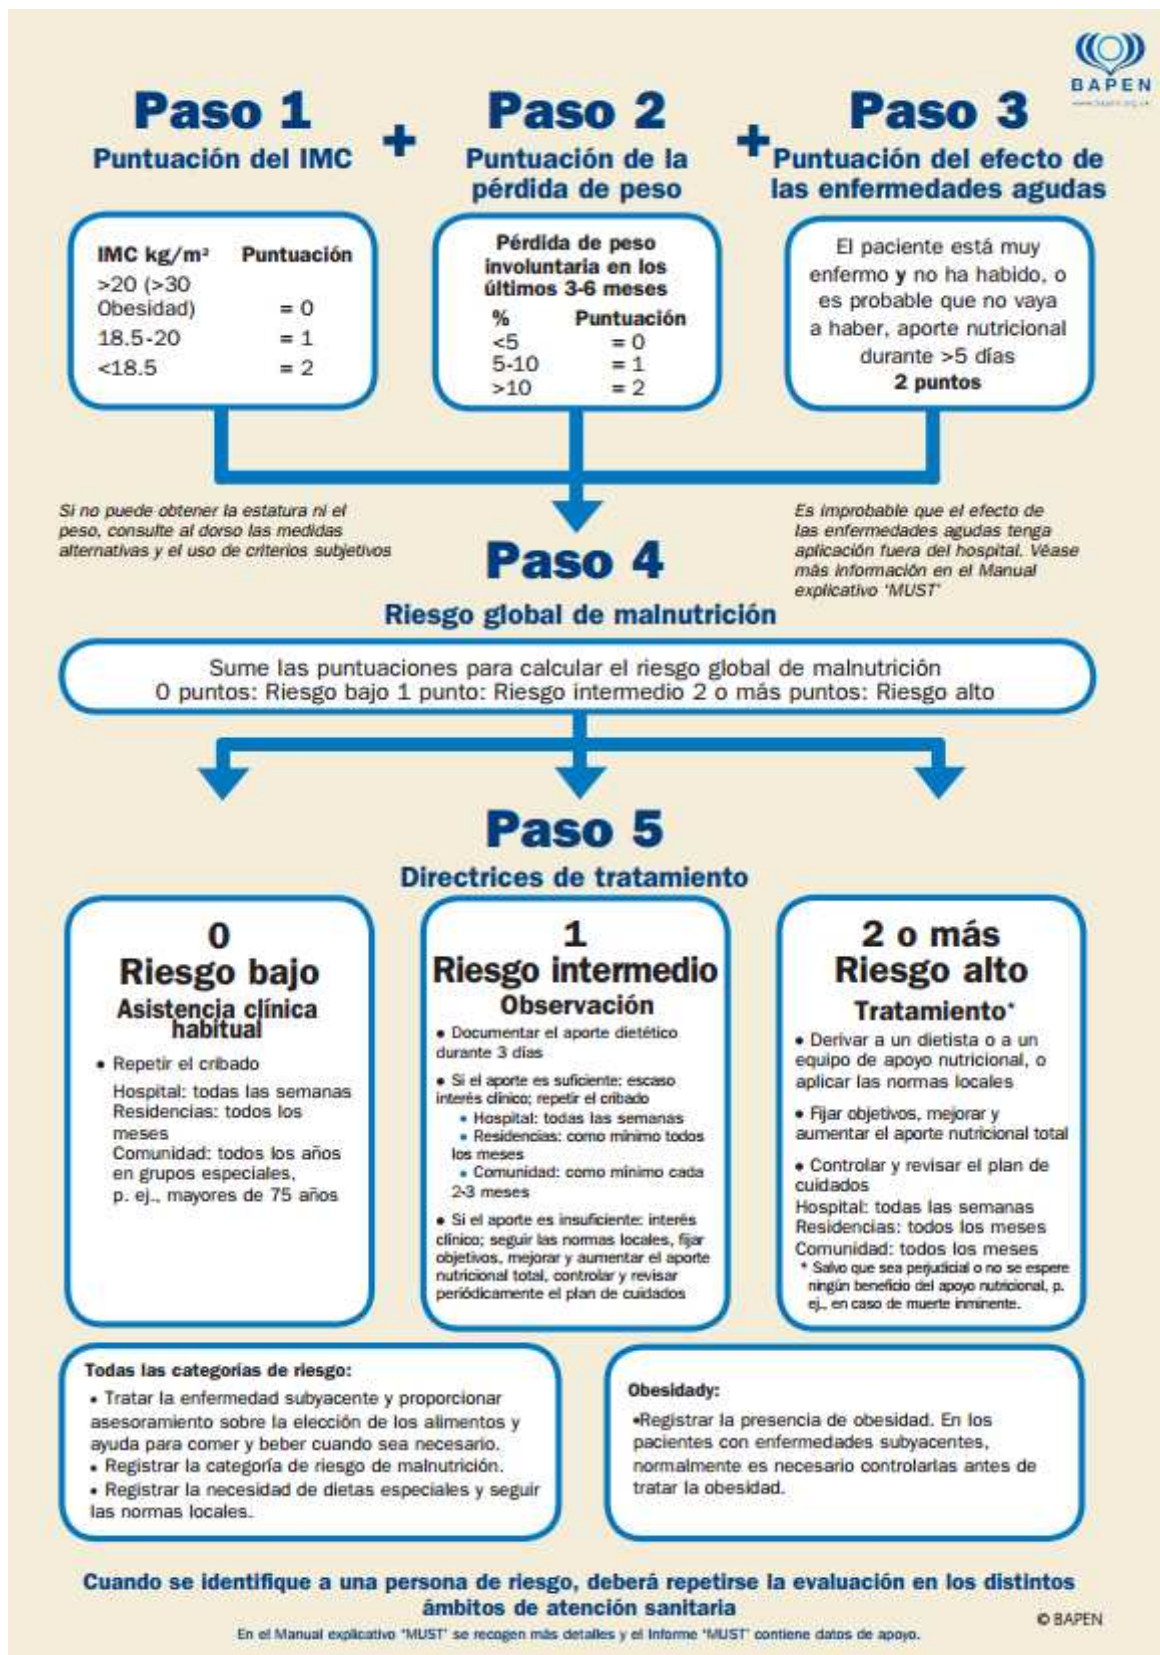 BAPEN
Paso 1
Puntuación del IMC
+
Paso 2
Puntuación de la
pérdida de peso
+
Paso 3
Puntuación del efecto de
las enfermedades agudas
IMC kg/m² Puntuación
>20 (>30
Obesidad) = 0
18.5-20 = 1
<18.5 = 2
Pérdida de peso
involuntaria en los
últimos 3-6 meses
% Puntuación
<5 = 0
5-10 = 1
>10 = 2
El paciente está muy
enfermo y no ha habido, o
es probable que no vaya
a haber, aporte nutricional
durante >5 días
2 puntos
Si no puede obtener la estatura ni el
peso, consulte al dorso las medidas
alternativas y el uso de criterios subjetivos
Es improbable que el efecto de
las enfermedades agudas tenga
aplicación fuera del hospital. Véase
más información en el Manual
explicativo 'MUST'
Paso 4
Riesgo global de malnutrición
Sume las puntuaciones para calcular el riesgo global de malnutrición
0 puntos: Riesgo bajo 1 punto: Riesgo intermedio 2 o más puntos: Riesgo alto
Paso 5
Directrices de tratamiento
0
Riesgo bajo
Asistencia clínica
habitual
• Repetir el cribado
Hospital: todas las semanas
Residencias: todos los
meses
Comunidad: todos los años
en grupos especiales,
p. ej., mayores de 75 años
1
Riesgo intermedio
Observación
• Documentar el aporte dietético
durante 3 días
• Si el aporte es suficiente: escaso
interés clínico; repetir el cribado
• Hospital: todas las semanas
• Residencias: como mínimo todos
los meses
• Comunidad: como mínimo cada
2-3 meses
• Si el aporte es insuficiente: interés
clínico; seguir las normas locales, fijar
objetivos, mejorar y aumentar el aporte
nutricional total, controlar y revisar
periódicamente el plan de cuidados
2 o más
Riesgo alto
Tratamiento*
• Derivar a un dietista o a un
equipo de apoyo nutricional, o
aplicar las normas locales
• Fijar objetivos, mejorar y
aumentar el aporte nutricional total
• Controlar y revisar el plan de
cuidados
Hospital: todas las semanas
Residencias: todos los meses
Comunidad: todos los meses
* Salvo que sea perjudicial o no se espere
ningún beneficio del apoyo nutricional, p.
ej., en caso de muerte inminente.
Todas las categorías de riesgo:
• Tratar la enfermedad subyacente y proporcionar
asesoramiento sobre la elección de los alimentos y
ayuda para comer y beber cuando sea necesario.
• Registrar la categoría de riesgo de malnutrición.
• Registrar la necesidad de dietas especiales y seguir
las normas locales.
Obesidady:
•Registrar la presencia de obesidad. En los
pacientes con enfermedades subyacentes,
normalmente es necesario controlarlas antes de
tratar la obesidad.
Cuando se identifique a una persona de riesgo, deberá repetirse la evaluación en los distintos
ámbitos de atención sanitaria
© BAPEN
En el Manual explicativo 'MUST' se recogen más detalles y el Informe 'MUST' contiene datos de apoyo.